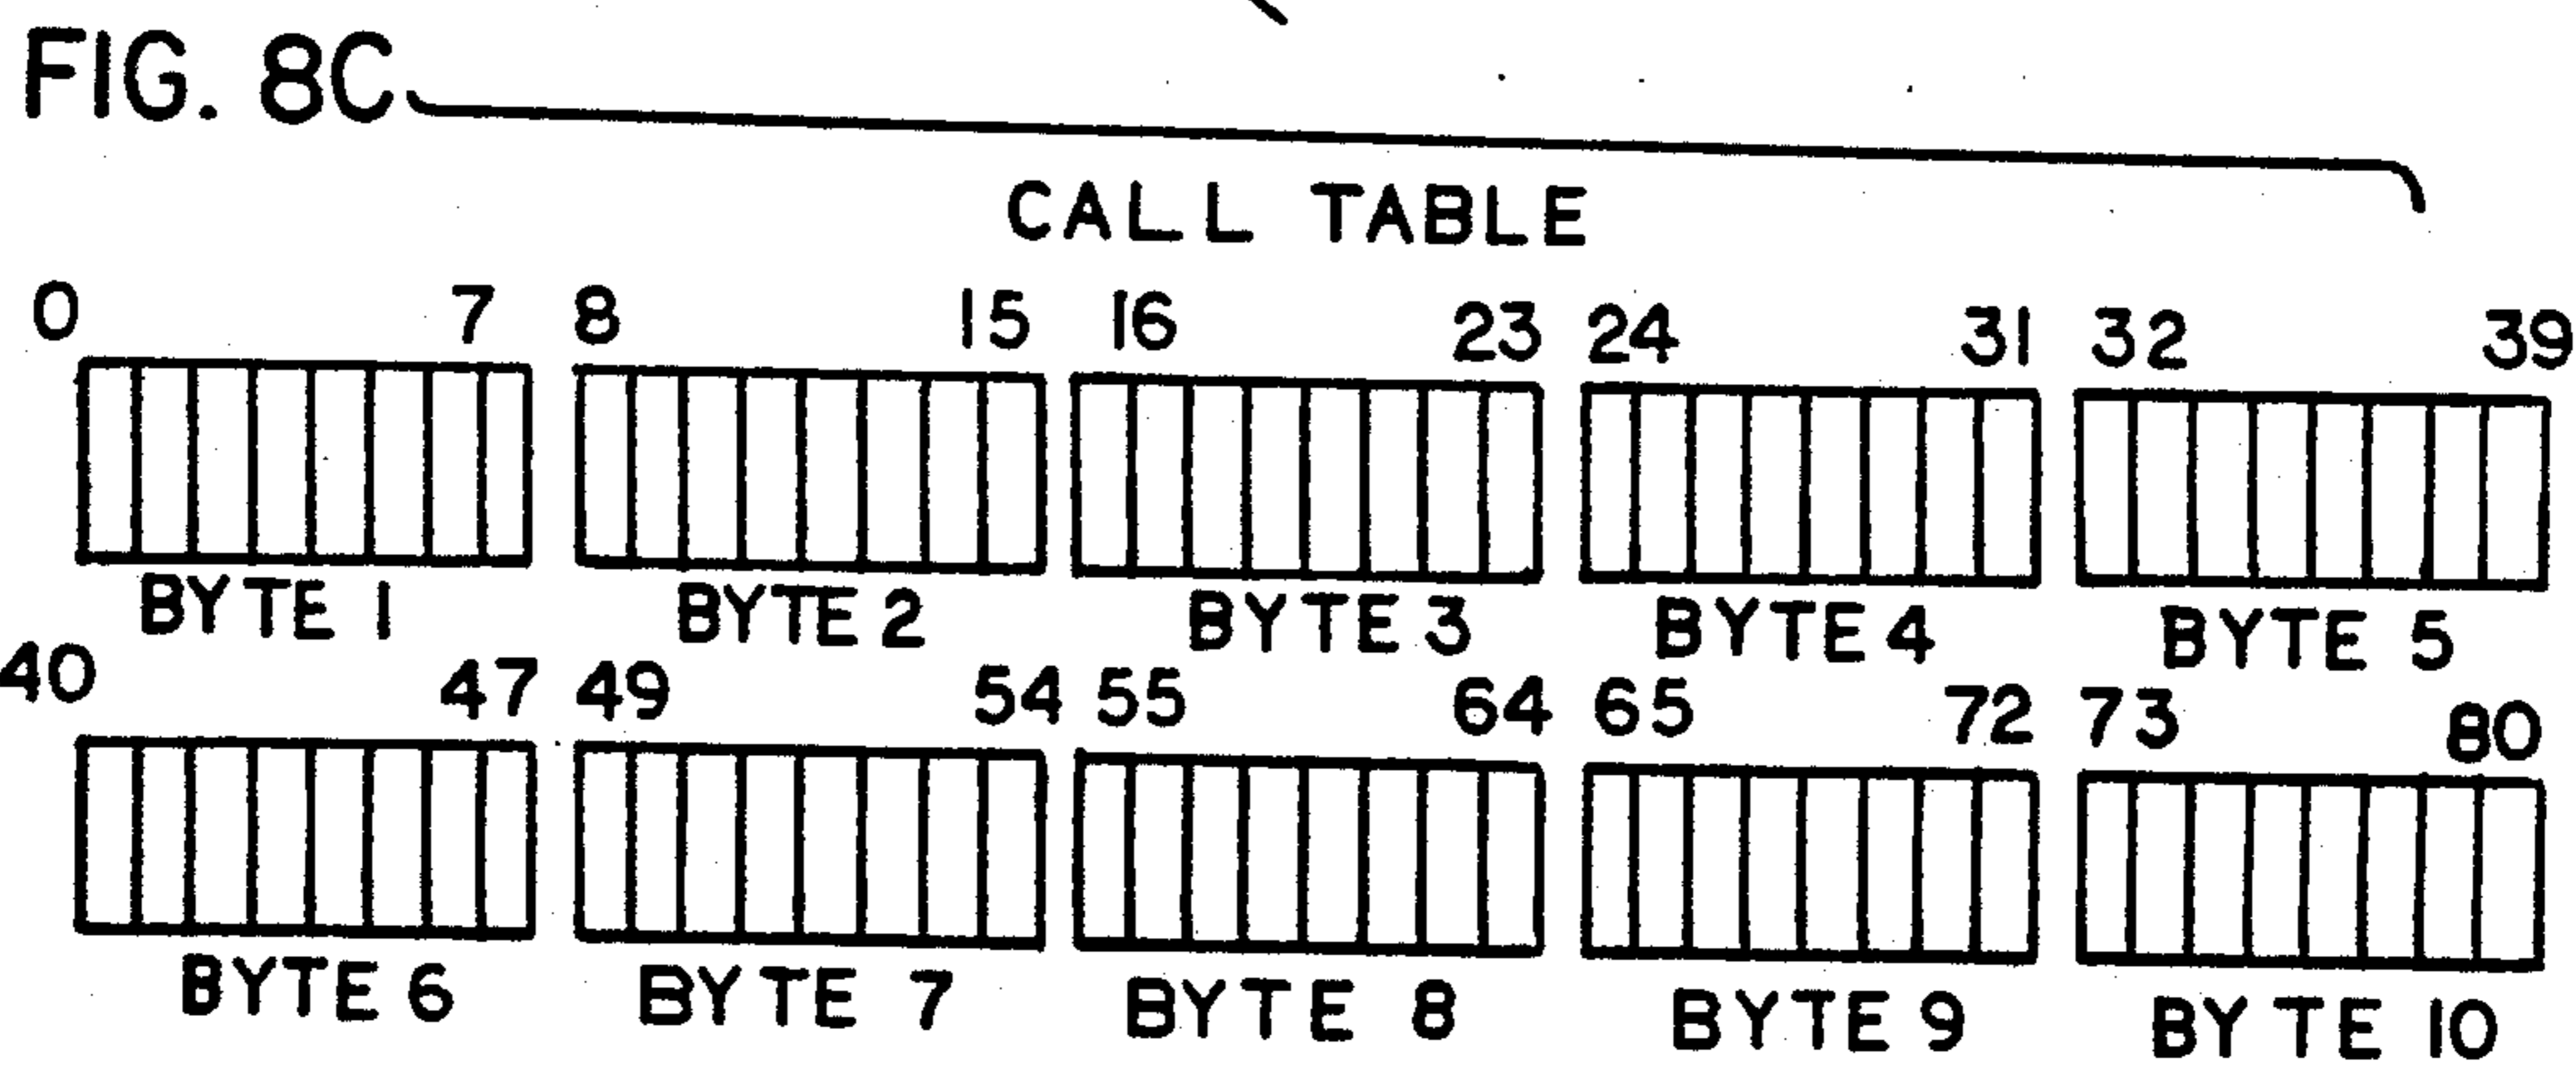 FIG. 8C
CALL TABLE
0 7 8 15 16 23 24 31 32 39
BYTE 1 BYTE 2 BYTE 3 BYTE 4 BYTE 5
40 47 49 54 55 64 65 72 73 80
BYTE 6 BYTE 7 BYTE 8 BYTE 9 BYTE 10